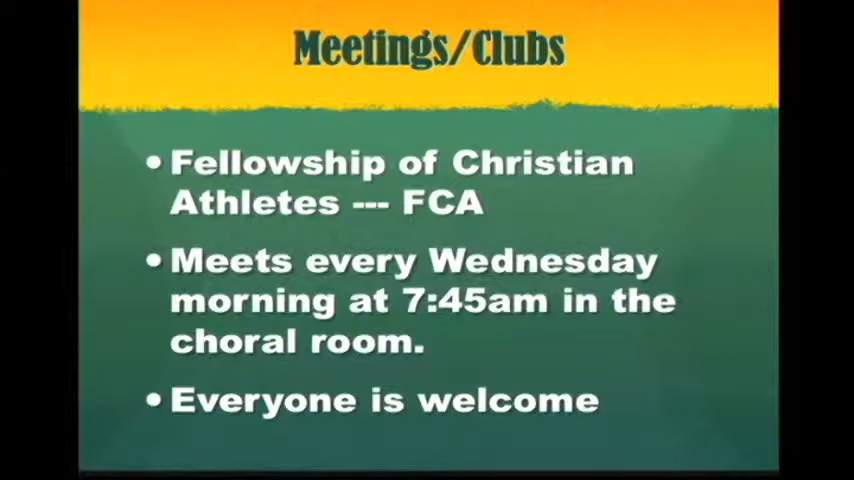 Meetings/Clubs
• Fellowship of Christian
Athletes --- FCA
• Meets every Wednesday
morning at 7:45am in the
choral room.
• Everyone is welcome